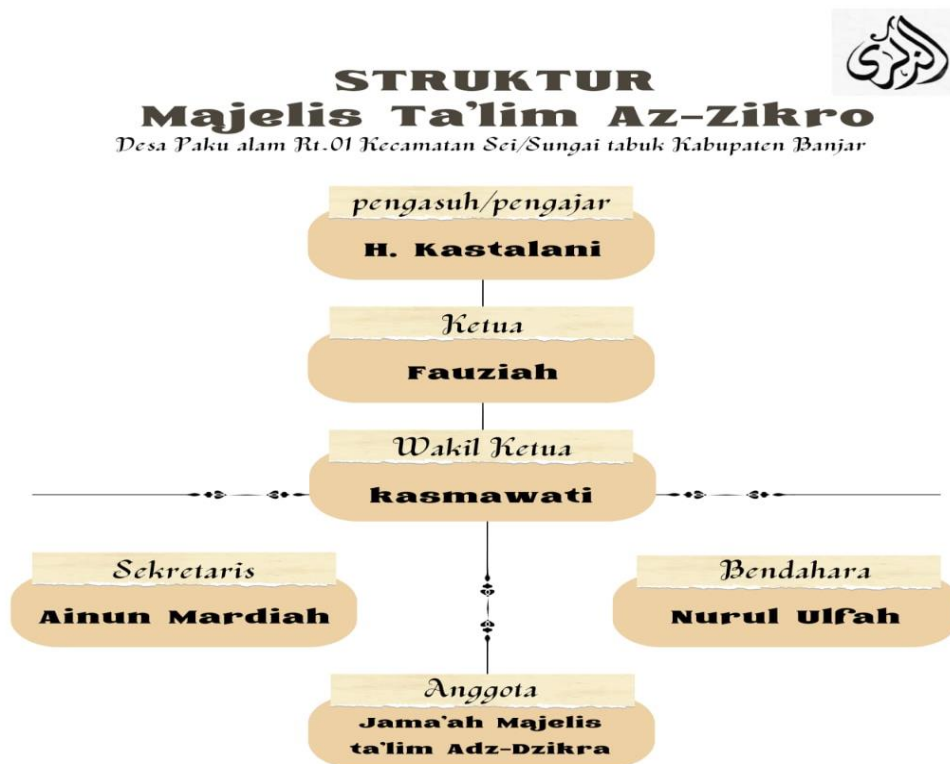 الذكرى
STRUKTUR
Majelis Ta'lim Az-Zikro
Desa Paku alam Rt.01 Kecamatan Sei/Sungai tabuk Kabupaten Banjar
pengasuh/pengajar
H. Kastalani
Ketua
Fauziah
Wakil Ketua
kasmawati
Sekretaris
Ainun Mardiah
Bendahara
Nurul Ulfah
Anggota
Jama'ah Majelis
ta'lim Adz-Dzikra